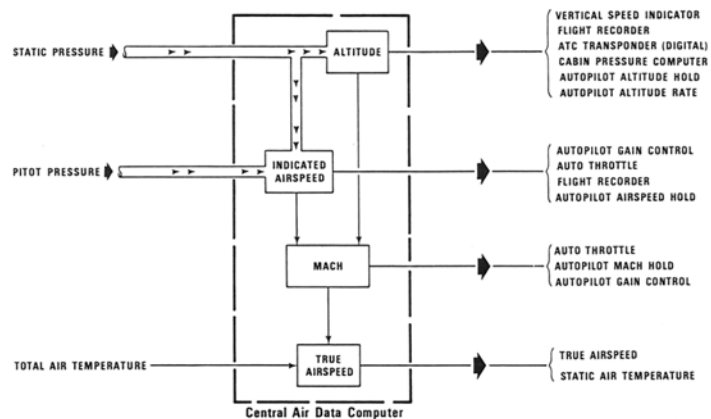 STATIC PRESSURE
ALTITUDE
VERTICAL SPEED INDICATOR
FLIGHT RECORDER
ATC TRANSPONDER (DIGITAL)
CABIN PRESSURE COMPUTER
AUTOPILOT ALTITUDE HOLD
AUTOPILOT ALTITUDE RATE
PITOT PRESSURE
INDICATED
AIRSPEED
AUTOPILOT GAIN CONTROL
AUTO THROTTLE
FLIGHT RECORDER
AUTOPILOT AIRSPEED HOLD
MACH
AUTO THROTTLE
AUTOPILOT MACH HOLD
AUTOPILOT GAIN CONTROL
TOTAL AIR TEMPERATURE
TRUE
AIRSPEED
TRUE AIRSPEED
STATIC AIR TEMPERATURE
Central Air Data Computer